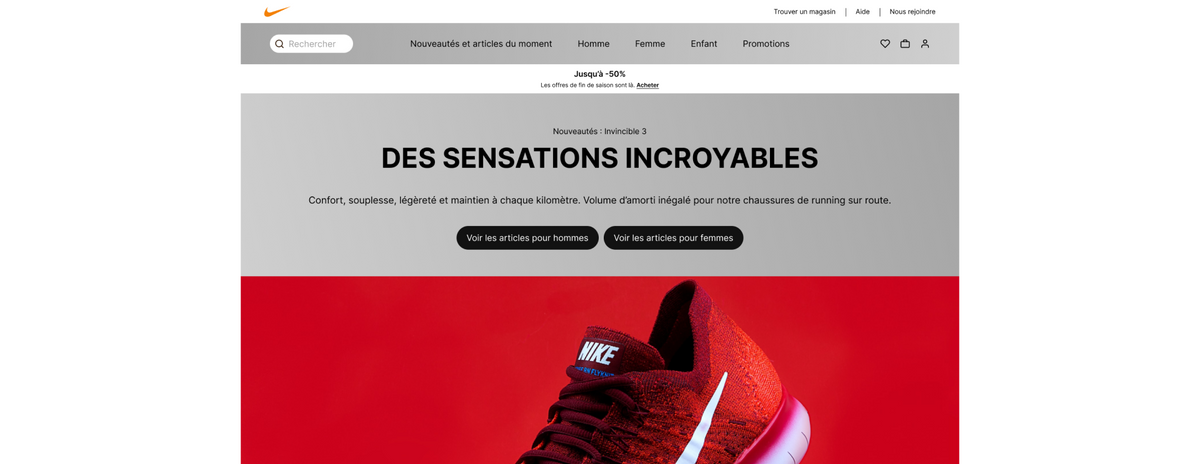 Trouver un magasin | Aide | Nous rejoindre
Rechercher
Nouveautés et articles du moment Homme Femme Enfant Promotions
Jusqu'à -50%
Les offres de fin de saison sont là. Acheter
Nouveautés : Invincible 3
DES SENSATIONS INCROYABLES
Confort, souplesse, légèreté et maintien à chaque kilomètre. Volume d'amorti inégalé pour notre chaussures de running sur route.
Voir les articles pour hommes
Voir les articles pour femmes
NIKE